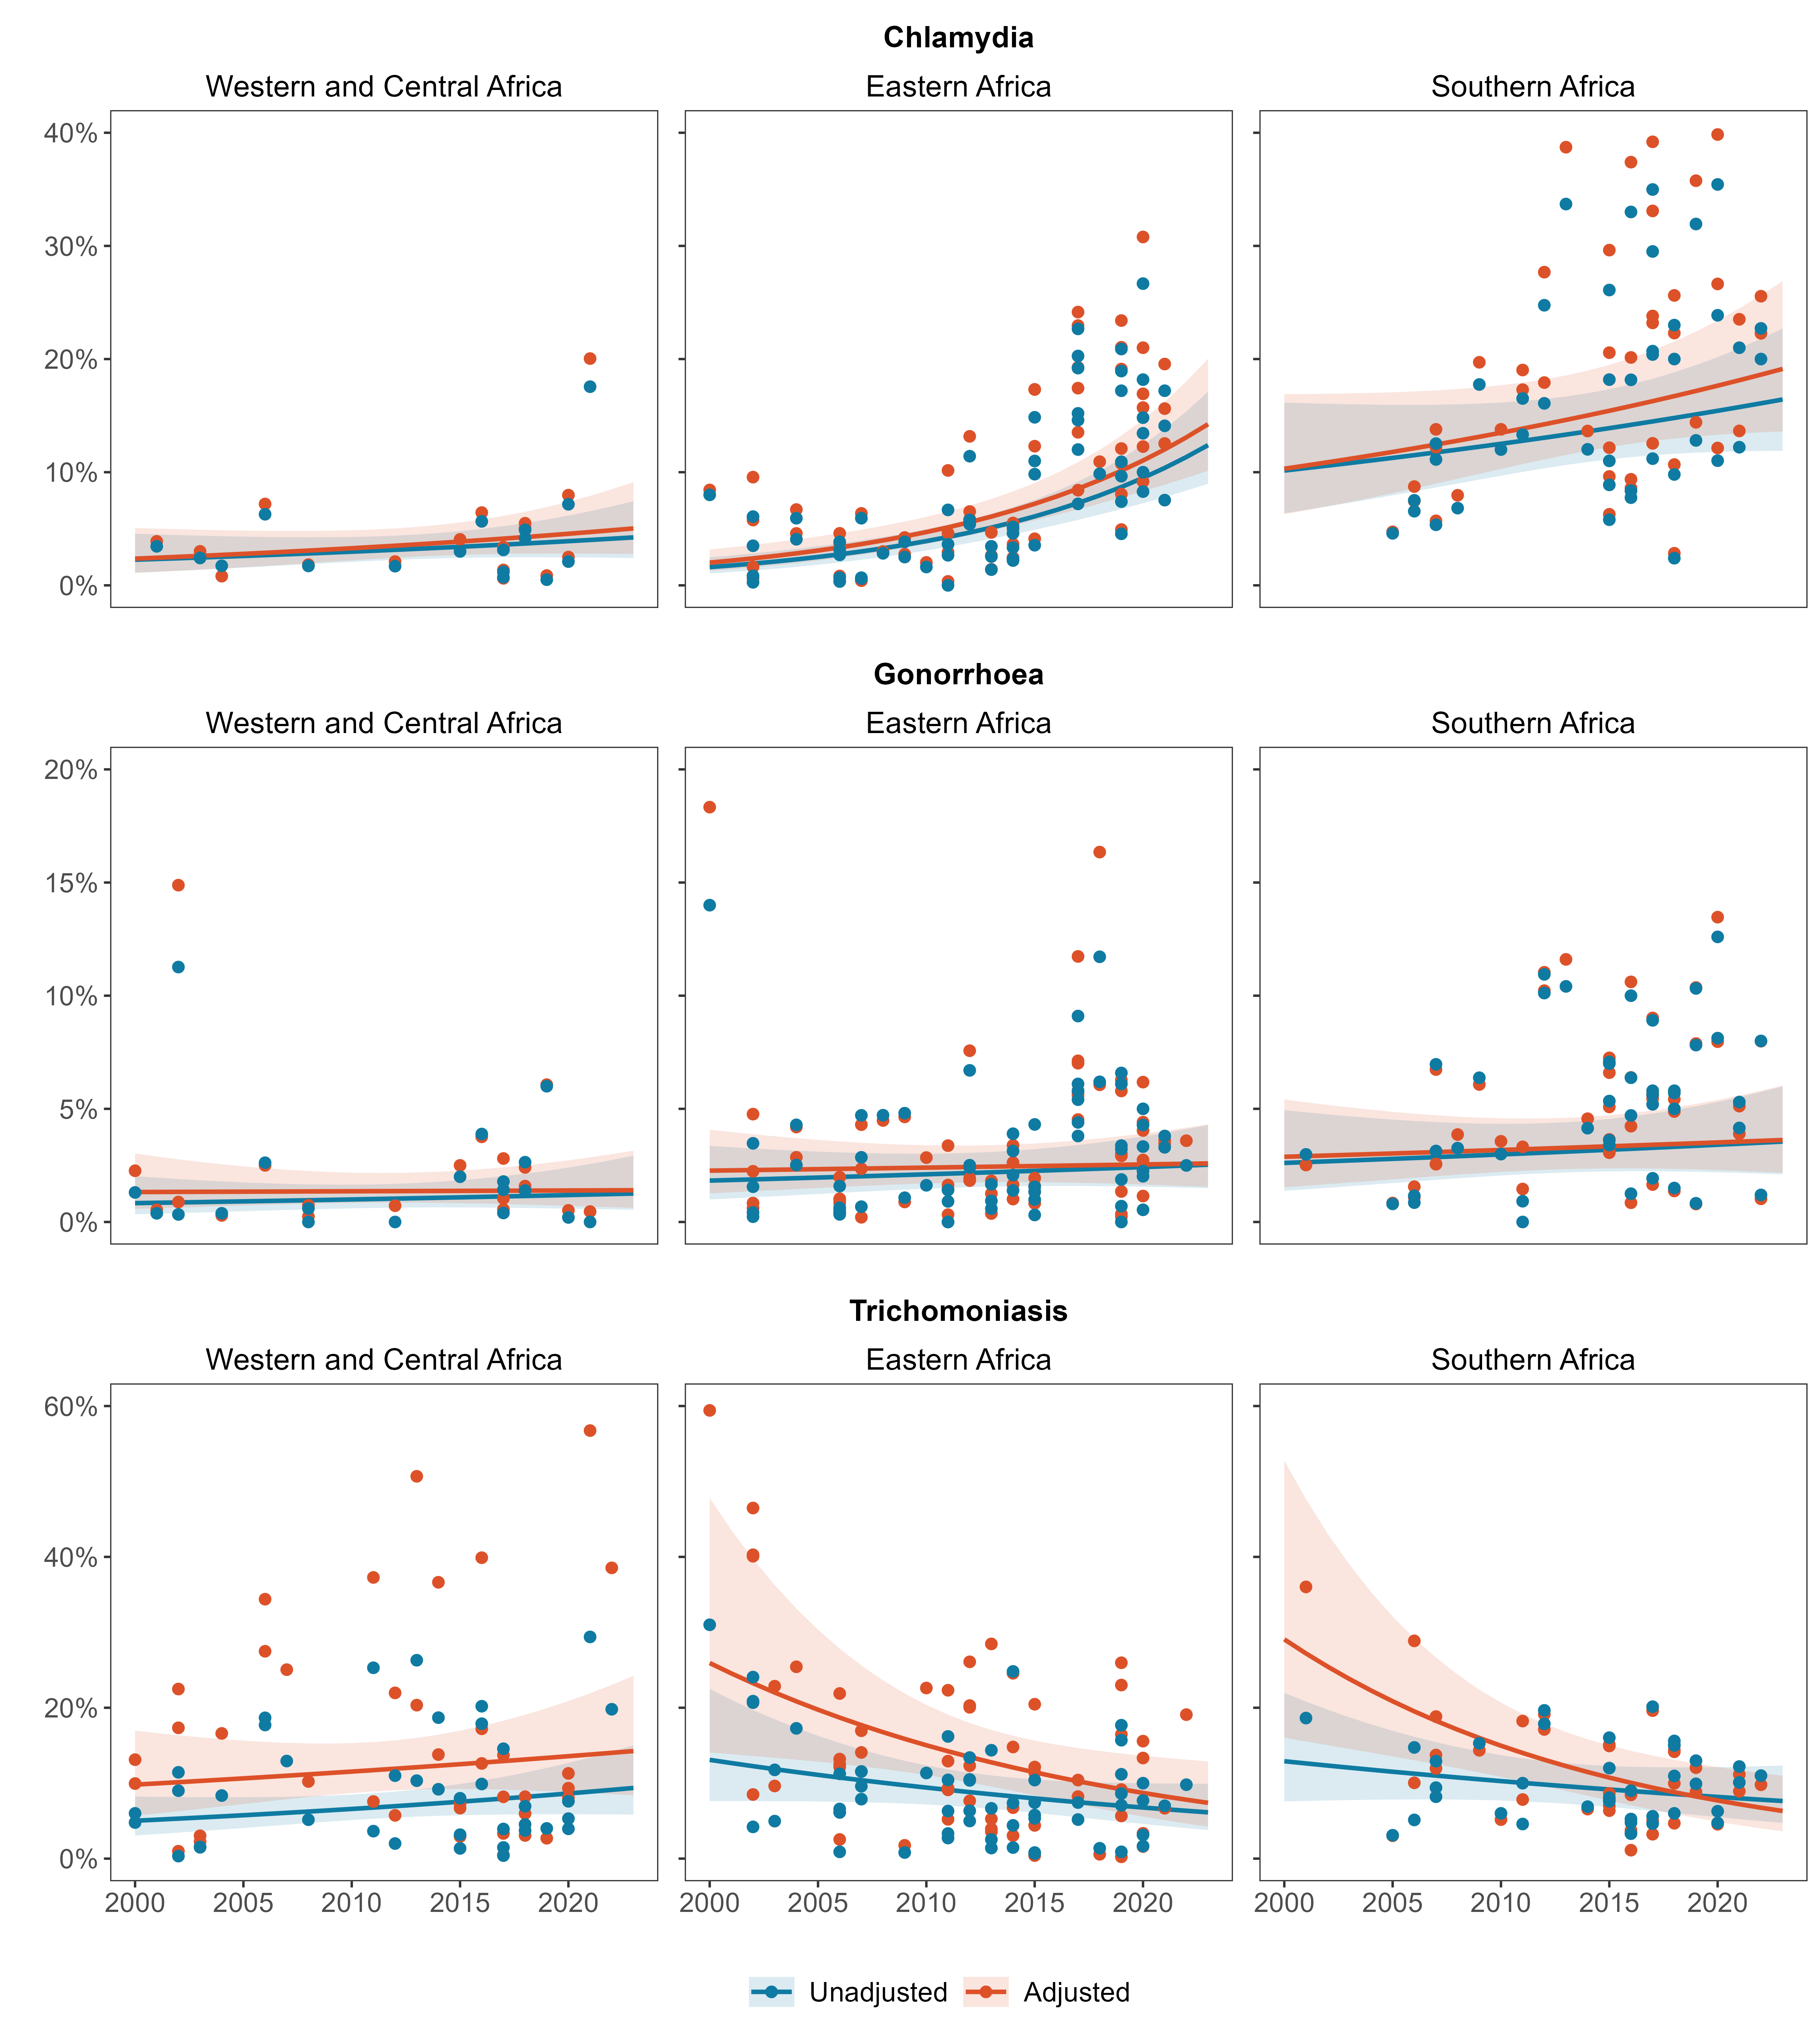 Chlamydia
Western and Central Africa
Eastern Africa
Southern Africa
40%
30%
20%
10%
0%
Gonorrhoea
Western and Central Africa
Eastern Africa
Southern Africa
20%
15%
10%
5%
0%
Trichomoniasis
Western and Central Africa
Eastern Africa
Southern Africa
60%
40%
20%
0%
2000 2005 2010 2015 2020
2000 2005 2010 2015 2020
2000 2005 2010 2015 2020
Unadjusted
Adjusted